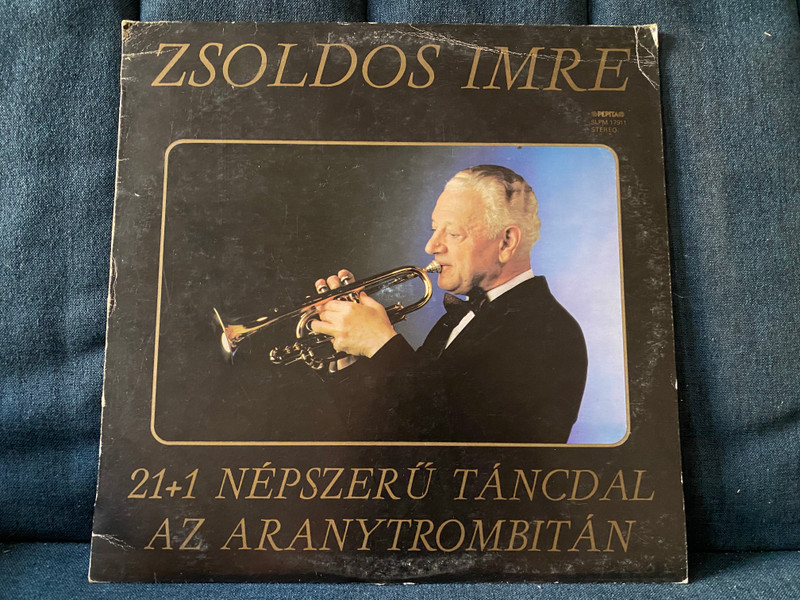 ZSOLDOS IMRE
PEPITA
SLPM 17911
STEREO
21+1 NÉPSZERŰ TÁNCDAL
AZ ARANYTROMBITÁN